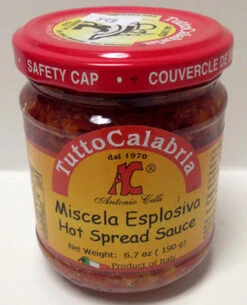 TuttoCalabria
• SAFETY CAP • COUVERCLE DE
TuttoCalabria
dal 1970
AC®
Antonio Celli
Miscela Esplosiva
Hot Spread Sauce
Net Weight: 6.7 oz (190 g)
Product of Italy